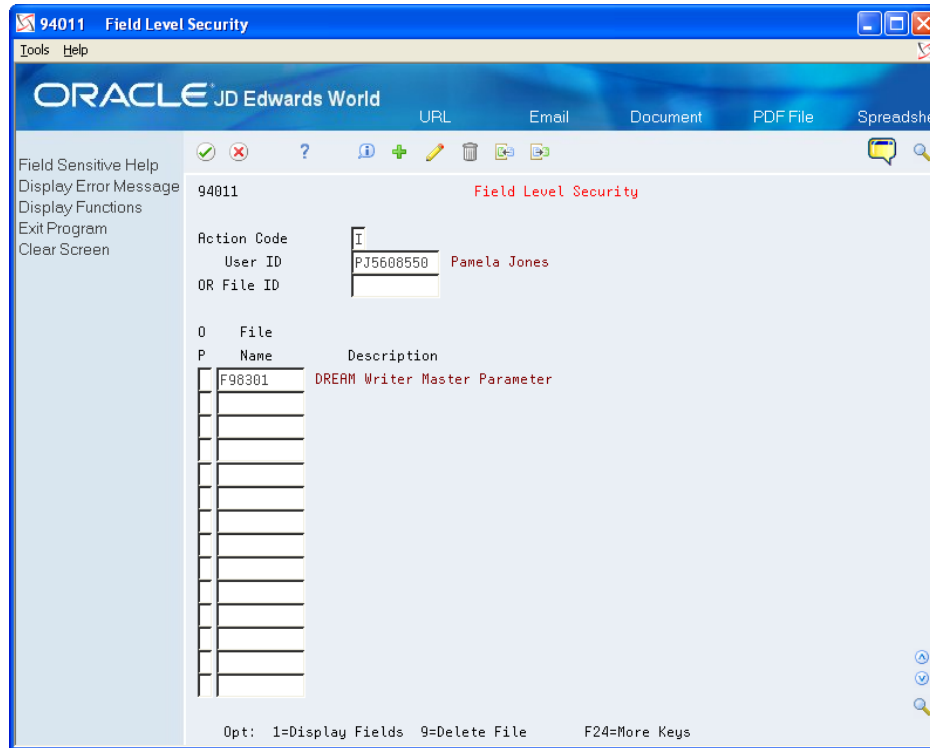 94011 Field Level Security
Tools Help
ORACLE JD Edwards World
URL Email Document PDF File Spreadshe
Field Sensitive Help
Display Error Message
Display Functions
Exit Program
Clear Screen
94011 Field Level Security
Action Code I
User ID PJ5608550 Pamela Jones
OR File ID
O File
P Name Description
F98301 DREAM Writer Master Parameter
Opt: 1=Display Fields 9=Delete File F24=More Keys